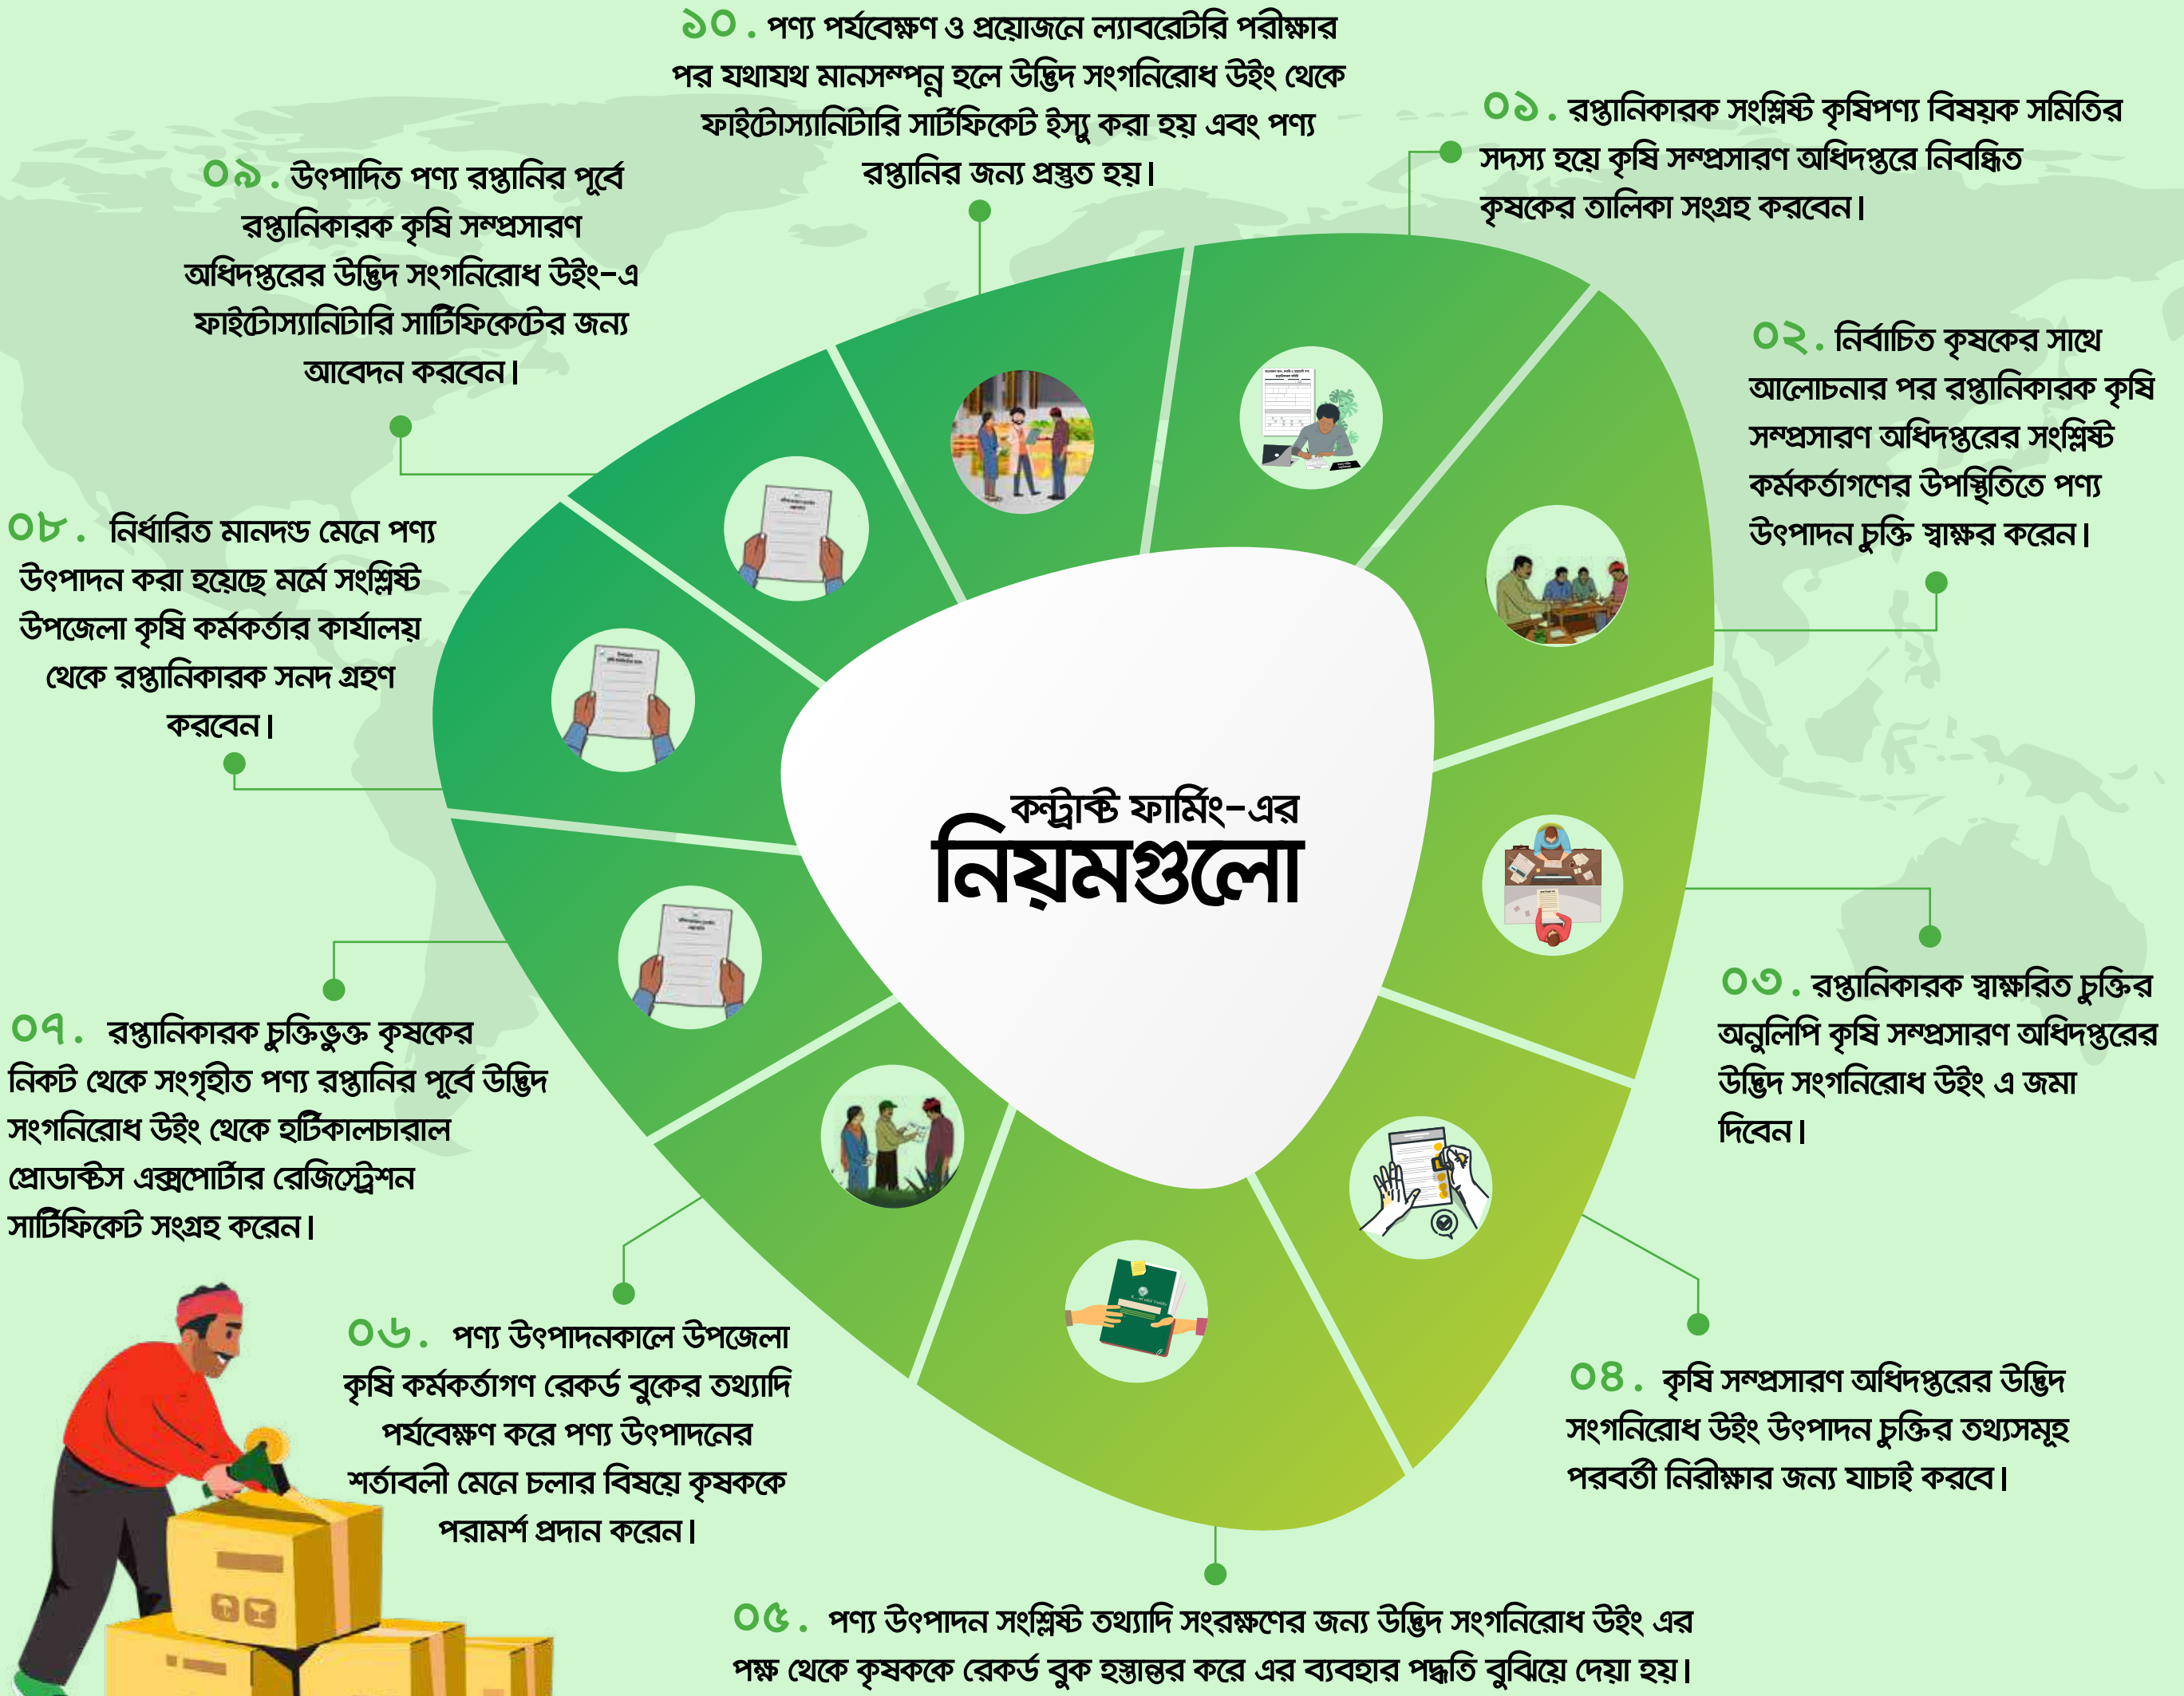 কন্ট্রাক্ট ফার্মিং-এর
নিয়মগুলো
০১. রপ্তানিকারক সংশ্লিষ্ট কৃষিপণ্য বিষয়ক সমিতির
সদস্য হয়ে কৃষি সম্প্রসারণ অধিদপ্তরে নিবন্ধিত
কৃষকের তালিকা সংগ্রহ করবেন।
০২. নির্বাচিত কৃষকের সাথে
আলোচনার পর রপ্তানিকারক কৃষি
সম্প্রসারণ অধিদপ্তরের সংশ্লিষ্ট
কর্মকর্তাগণের উপস্থিতিতে পণ্য
উৎপাদন চুক্তি স্বাক্ষর করেন।
০৩. রপ্তানিকারক স্বাক্ষরিত চুক্তির
অনুলিপি কৃষি সম্প্রসারণ অধিদপ্তরের
উদ্ভিদ সংগনিরোধ উইং এ জমা
দিবেন।
০৪. কৃষি সম্প্রসারণ অধিদপ্তরের উদ্ভিদ
সংগনিরোধ উইং উৎপাদন চুক্তির তথ্যসমূহ
পরবর্তী নিরীক্ষার জন্য যাচাই করবে।
০৫. পণ্য উৎপাদন সংশ্লিষ্ট তথ্যাদি সংরক্ষণের জন্য উদ্ভিদ সংগনিরোধ উইং এর
পক্ষ থেকে কৃষককে রেকর্ড বুক হস্তান্তর করে এর ব্যবহার পদ্ধতি বুঝিয়ে দেয়া হয়।
০৬. পণ্য উৎপাদনকালে উপজেলা
কৃষি কর্মকর্তাগণ রেকর্ড বুকের তথ্যাদি
পর্যবেক্ষণ করে পণ্য উৎপাদনের
শর্তাবলী মেনে চলার বিষয়ে কৃষককে
পরামর্শ প্রদান করেন।
০৭. রপ্তানিকারক চুক্তিভুক্ত কৃষকের
নিকট থেকে সংগৃহীত পণ্য রপ্তানির পূর্বে উদ্ভিদ
সংগনিরোধ উইং থেকে হর্টিকালচারাল
প্রোডাক্টস এক্সপোর্টার রেজিস্ট্রেশন
সার্টিফিকেট সংগ্রহ করেন।
০৮. নির্ধারিত মানদন্ড মেনে পণ্য
উৎপাদন করা হয়েছে মর্মে সংশ্লিষ্ট
উপজেলা কৃষি কর্মকর্তার কার্যালয়
থেকে রপ্তানিকারক সনদ গ্রহণ
করবেন।
০৯. উৎপাদিত পণ্য রপ্তানির পূর্বে
রপ্তানিকারক কৃষি সম্প্রসারণ
অধিদপ্তরের উদ্ভিদ সংগনিরোধ উইং-এ
ফাইটোস্যানিটারি সার্টিফিকেটের জন্য
আবেদন করবেন।
১০. পণ্য পর্যবেক্ষণ ও প্রয়োজনে ল্যাবরেটরি পরীক্ষার
পর যথাযথ মানসম্পন্ন হলে উদ্ভিদ সংগনিরোধ উইং থেকে
ফাইটোস্যানিটারি সার্টিফিকেট ইস্যু করা হয় এবং পণ্য
রপ্তানির জন্য প্রস্তুত হয়।